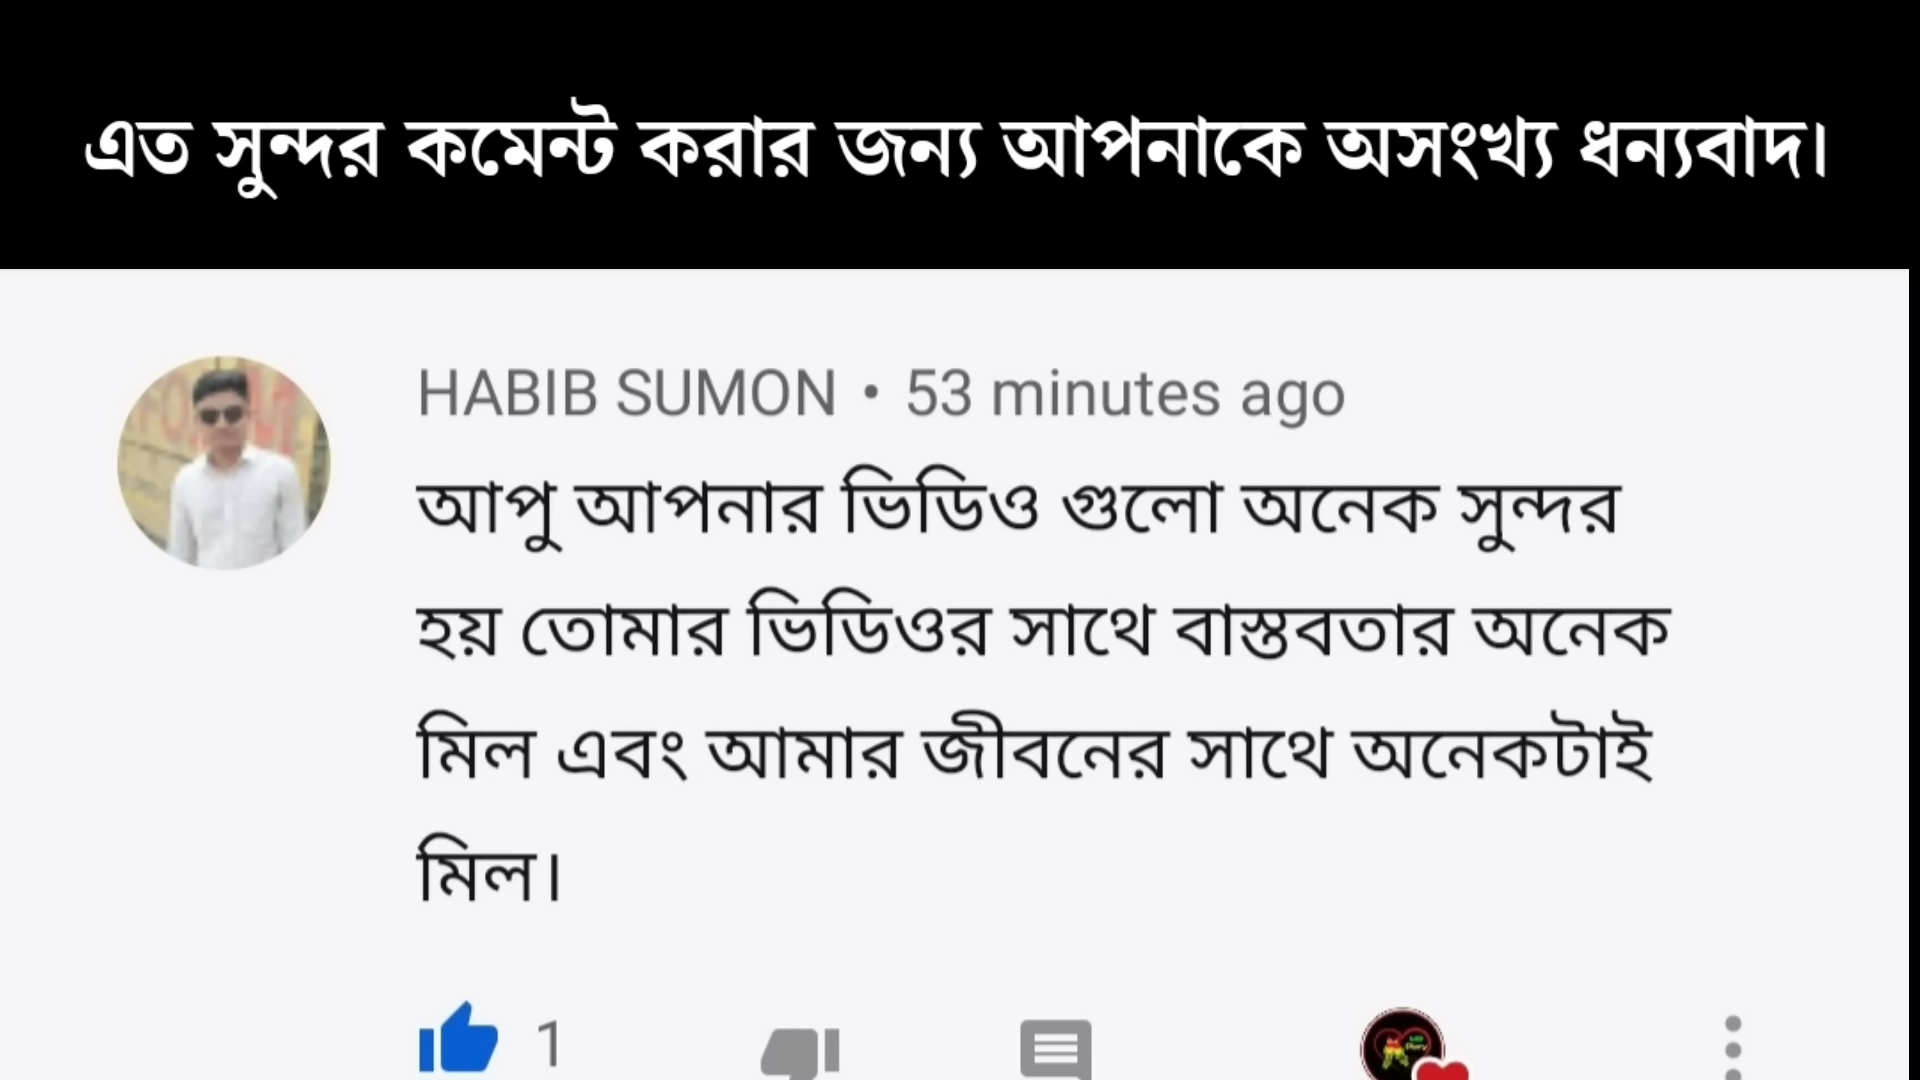 এত সুন্দর কমেন্ট করার জন্য আপনাকে অসংখ্য ধন্যবাদ।
HABIB SUMON • 53 minutes ago
আপু আপনার ভিডিও গুলো অনেক সুন্দর
হয় তোমার ভিডিওর সাথে বাস্তবতার অনেক
মিল এবং আমার জীবনের সাথে অনেকটাই
মিল।
1